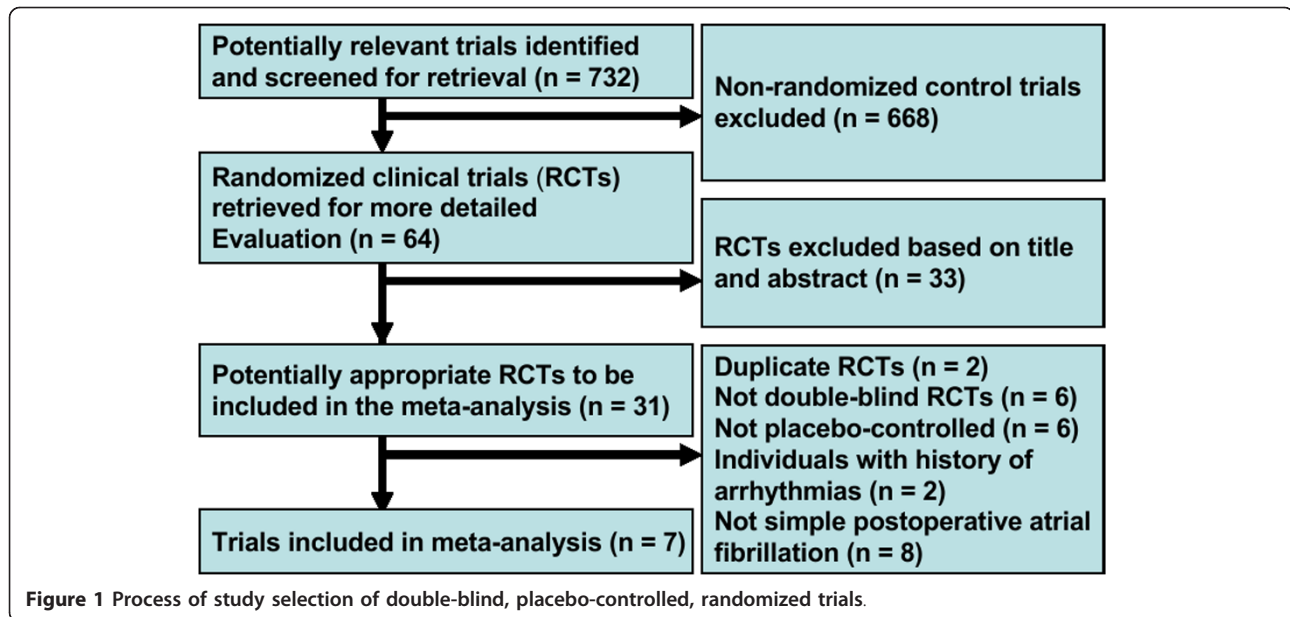 Potentially relevant trials identified
and screened for retrieval (n = 732)
Non-randomized control trials
excluded (n = 668)
Randomized clinical trials (RCTs)
retrieved for more detailed
Evaluation (n = 64)
RCTs excluded based on title
and abstract (n = 33)
Potentially appropriate RCTs to be
included in the meta-analysis (n = 31)
Duplicate RCTs (n = 2)
Not double-blind RCTs (n = 6)
Not placebo-controlled (n = 6)
Individuals with history of
arrhythmias (n = 2)
Not simple postoperative atrial
fibrillation (n = 8)
Trials included in meta-analysis (n = 7)
Figure 1 Process of study selection of double-blind, placebo-controlled, randomized trials.